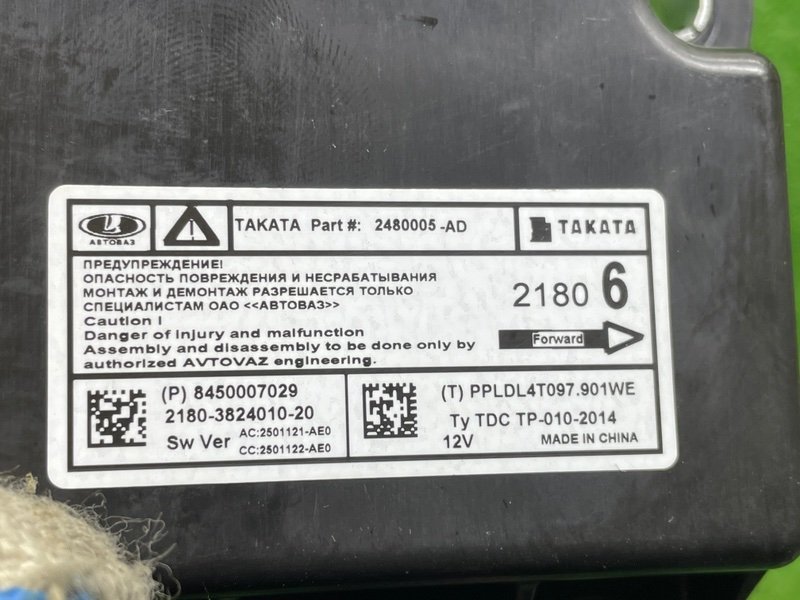 АВТОВАЗ
TAKATA Part #: 2480005-AD
TAKATA
ПРЕДУПРЕЖДЕНИЕ!
ОПАСНОСТЬ ПОВРЕЖДЕНИЯ И НЕСРАБАТЫВАНИЯ
МОНТАЖ И ДЕМОНТАЖ РАЗРЕШАЕТСЯ ТОЛЬКО
СПЕЦИАЛИСТАМ ОАО <<АВТОВАЗ>>
Caution !
Danger of injury and malfunction
Assembly and disassembly to be done only by
authorized AVTOVAZ engineering.
2180 6
Forward
(P) 8450007029
2180-3824010-20
Sw Ver AC:2501121-AE0
CC:2501122-AE0
(T) PPLDL4T097.901WE
Ty TDC TP-010-2014
12V MADE IN CHINA